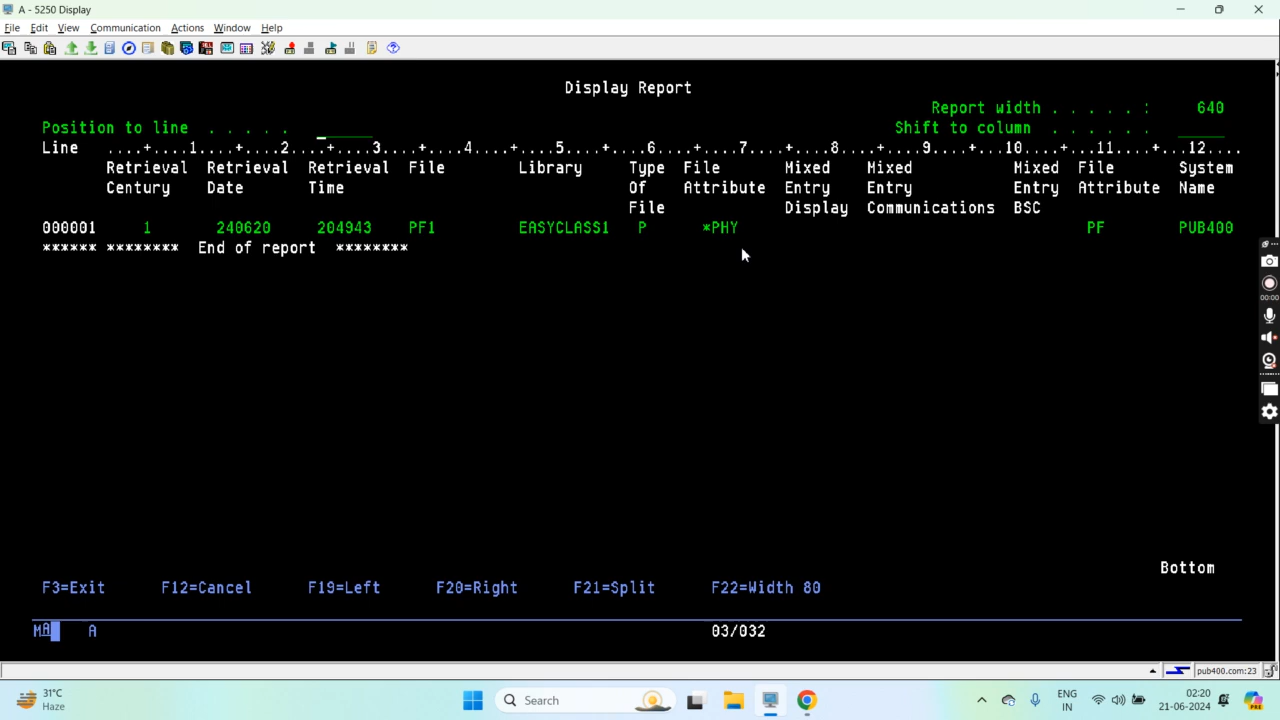 A - 5250 Display
File Edit View Communication Actions Window Help
Display Report
Report width . . . . . : 640
Position to line . . . . . Shift to column . . . . . .
Line ....+....1....+....2....+....3....+....4....+....5....+....6....+....7....+....8....+....9....+...10....+...11....+...12....
Retrieval Retrieval Retrieval File Library Type File Mixed Mixed Mixed File System
Century Date Time Of Attribute Entry Entry Entry Attribute Name
File Display Communications BSC
000001 1 240620 204943 PF1 EASYCLASS1 P *PHY PF PUB400
****** ******** End of report ********
Bottom
F3=Exit F12=Cancel F19=Left F20=Right F21=Split F22=Width 80
MA A 03/032
pub400.com:23
00:00
31°C
Haze
Search
ENG
IN
02:20
21-06-2024
PRE